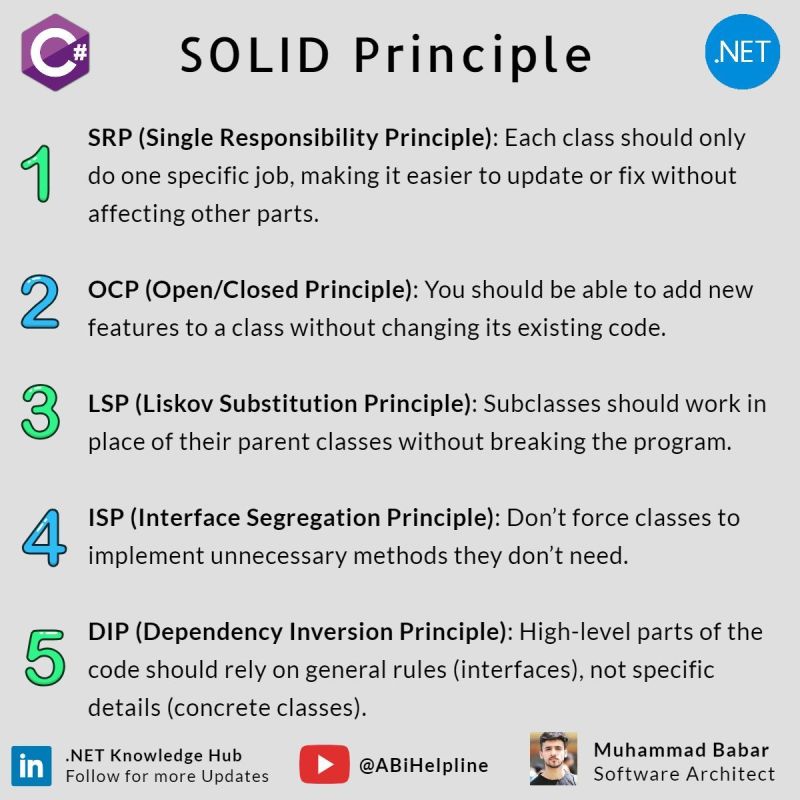 C#
SOLID Principle
.NET
1
SRP (Single Responsibility Principle): Each class should only
do one specific job, making it easier to update or fix without
affecting other parts.
2
OCP (Open/Closed Principle): You should be able to add new
features to a class without changing its existing code.
3
LSP (Liskov Substitution Principle): Subclasses should work in
place of their parent classes without breaking the program.
4
ISP (Interface Segregation Principle): Don’t force classes to
implement unnecessary methods they don’t need.
5
DIP (Dependency Inversion Principle): High-level parts of the
code should rely on general rules (interfaces), not specific
details (concrete classes).
in
.NET Knowledge Hub
Follow for more Updates
@ABiHelpline
Muhammad Babar
Software Architect